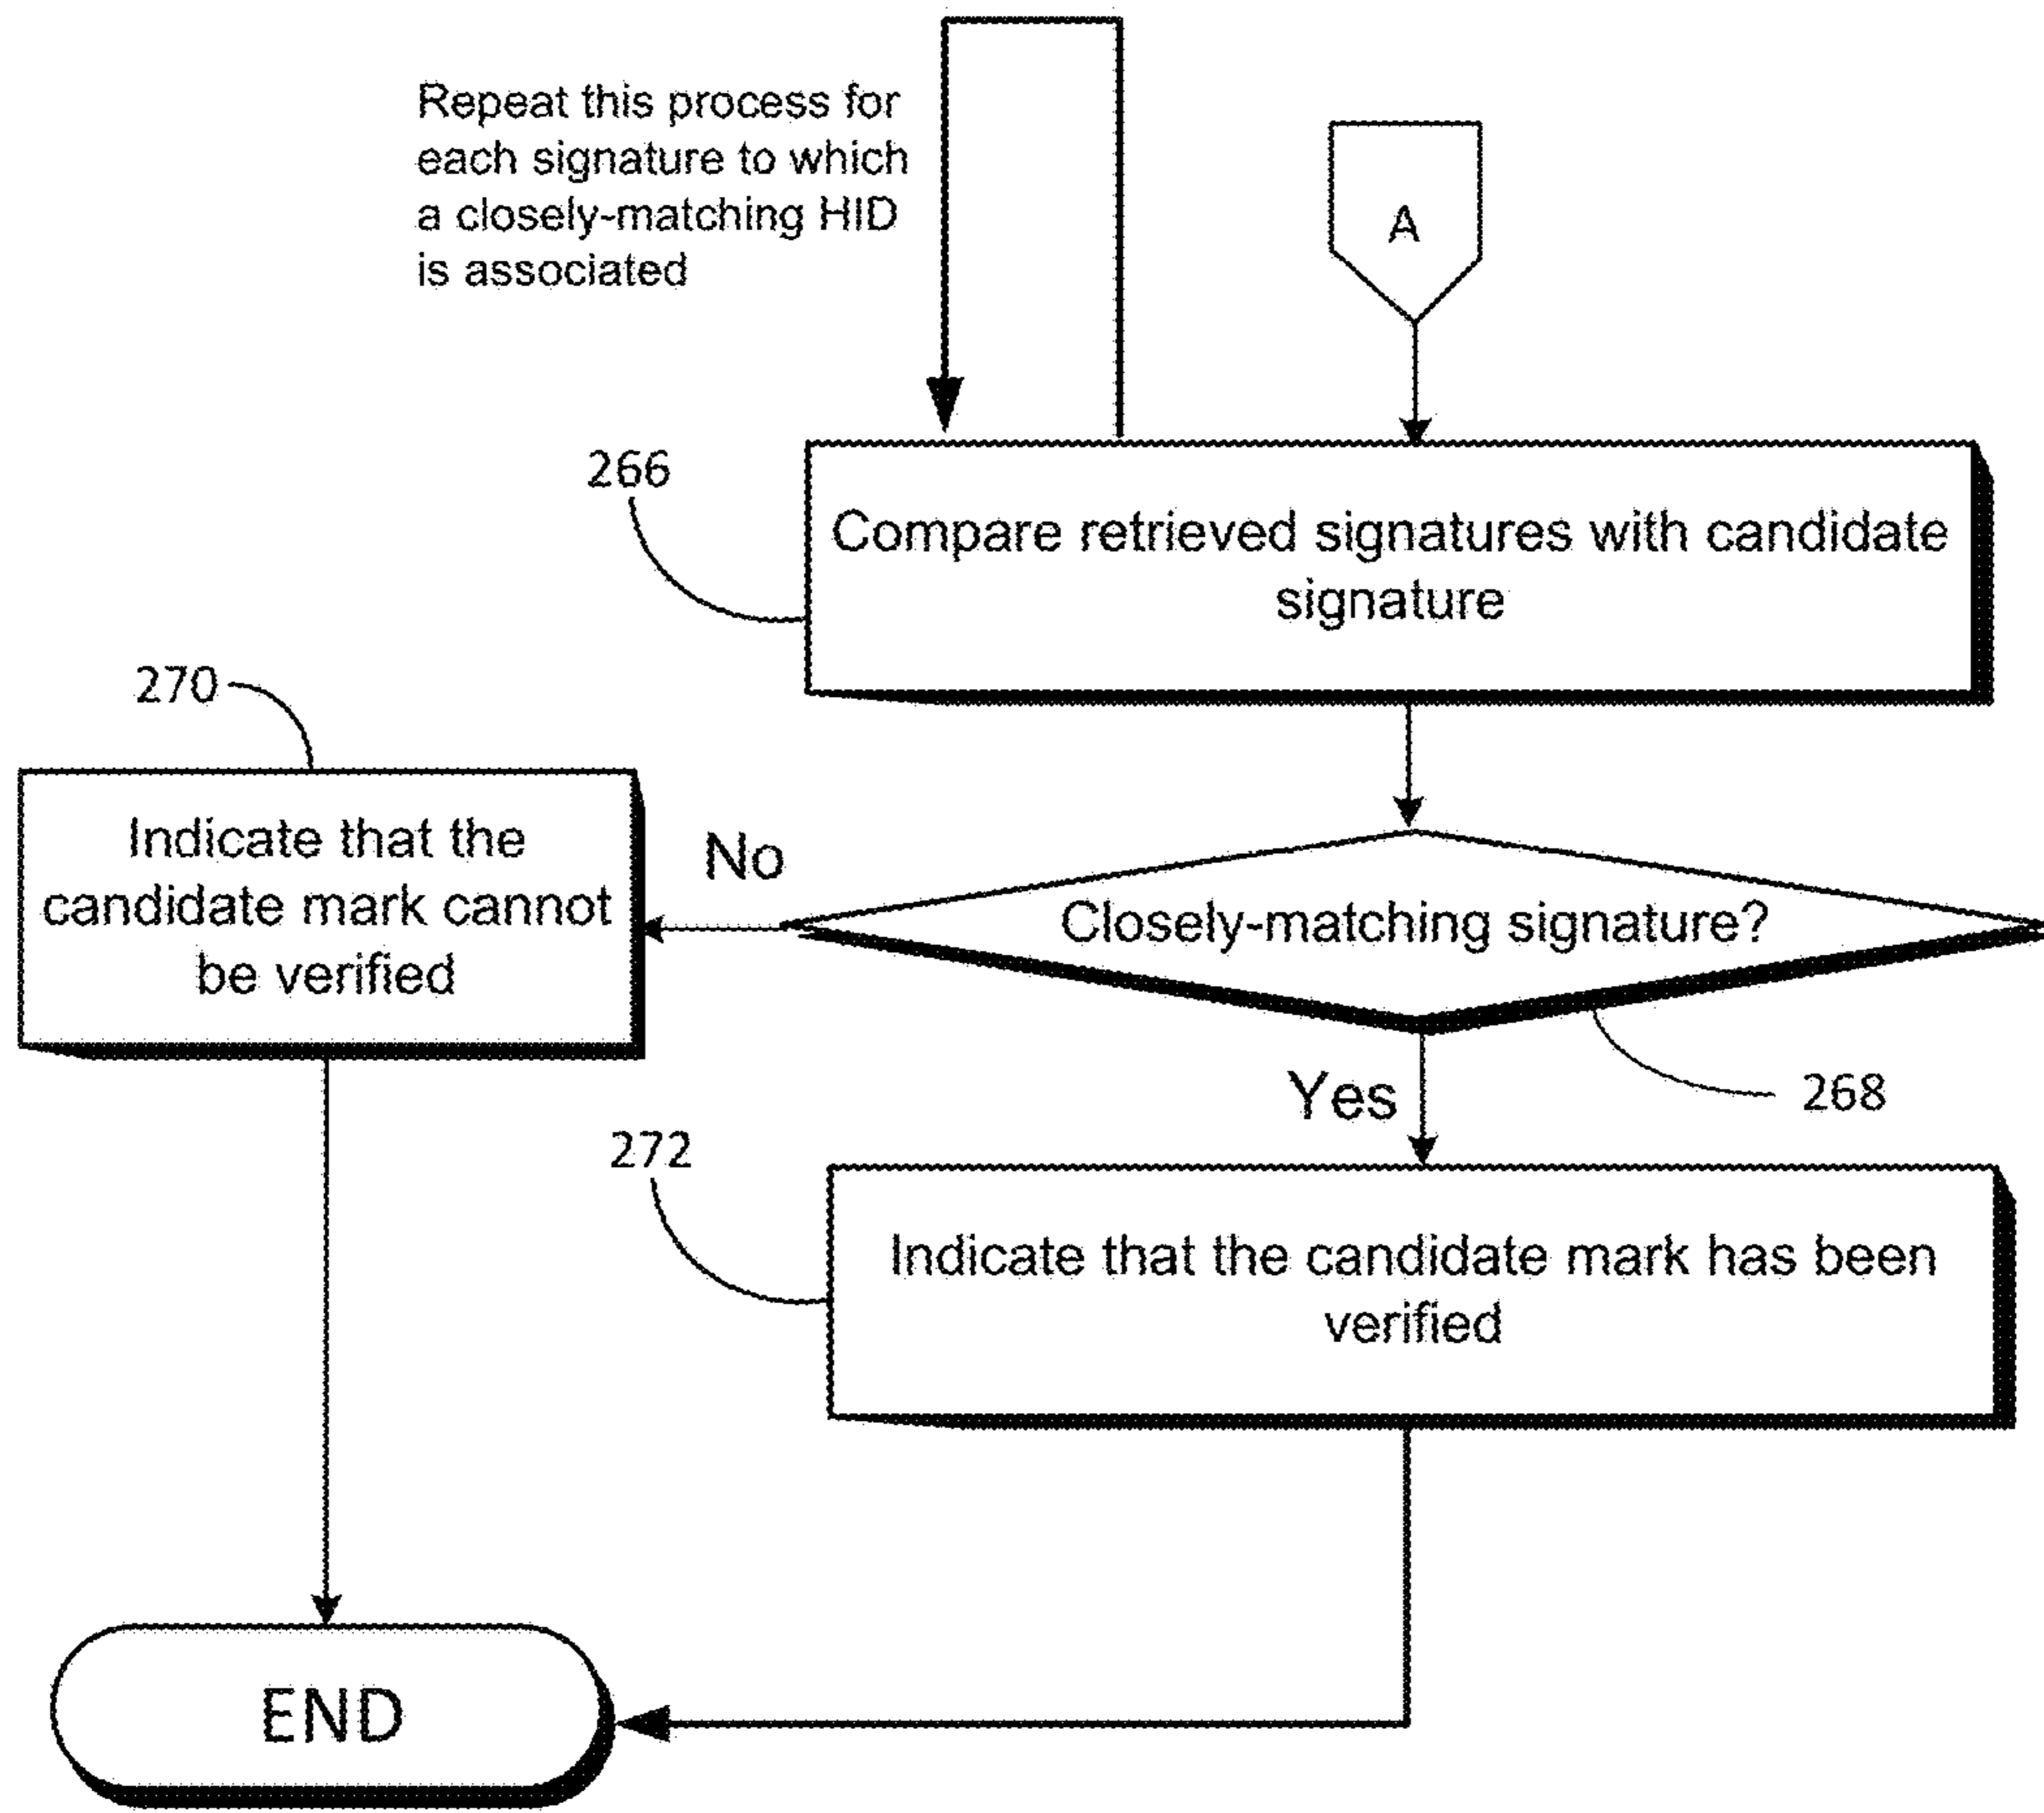 Repeat this process for
each signature to which
a closely-matching HID
is associated
A
266
Compare retrieved signatures with candidate
signature
270
Indicate that the
candidate mark cannot
be verified
No
Closely-matching signature?
268
Yes
272
Indicate that the candidate mark has been
verified
END